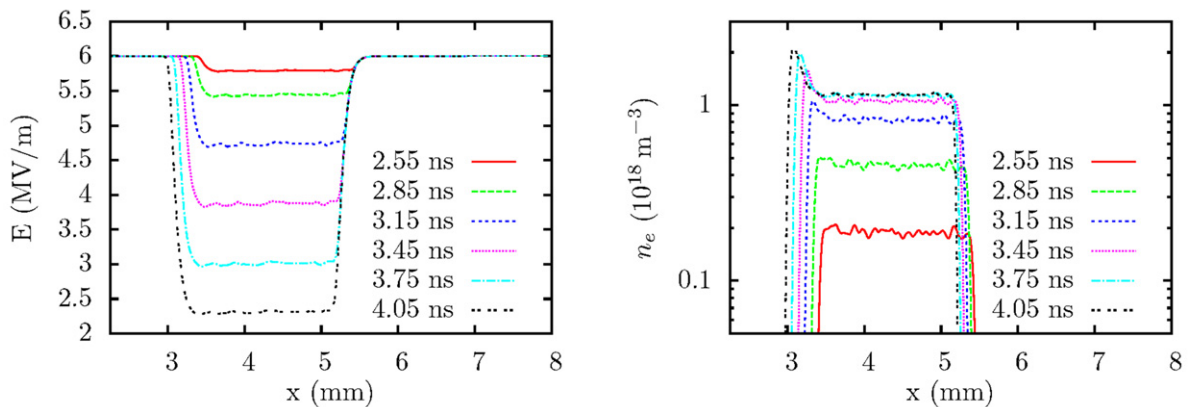 6.5
6
5.5
5
4.5
4
3.5
3
2.5
2
E (MV/m)
2.55 ns
2.85 ns
3.15 ns
3.45 ns
3.75 ns
4.05 ns
3 4 5 6 7 8
x (mm)
1
0.1
nₑ (10¹⁸ m⁻³)
2.55 ns
2.85 ns
3.15 ns
3.45 ns
3.75 ns
4.05 ns
3 4 5 6 7 8
x (mm)